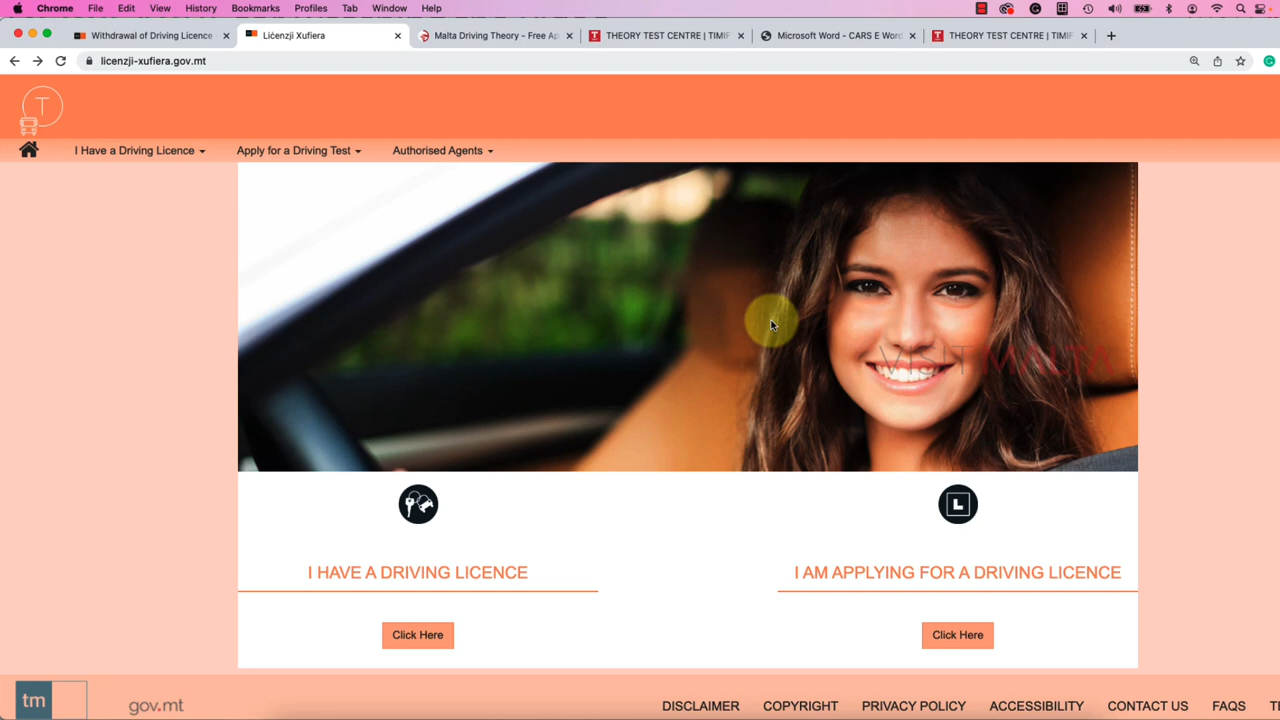 Chrome File Edit View History Bookmarks Profiles Tab Window Help
Withdrawal of Driving Licence
Liċenzji Xufiera
Malta Driving Theory - Free Ap
THEORY TEST CENTRE | TIMIF
Microsoft Word - CARS E Word
THEORY TEST CENTRE | TIMIF
licenzji-xufiera.gov.mt
T
I Have a Driving Licence
Apply for a Driving Test
Authorised Agents
VISITMALTA
L
I HAVE A DRIVING LICENCE
I AM APPLYING FOR A DRIVING LICENCE
Click Here
Click Here
tm
gov.mt
DISCLAIMER COPYRIGHT PRIVACY POLICY ACCESSIBILITY CONTACT US FAQS